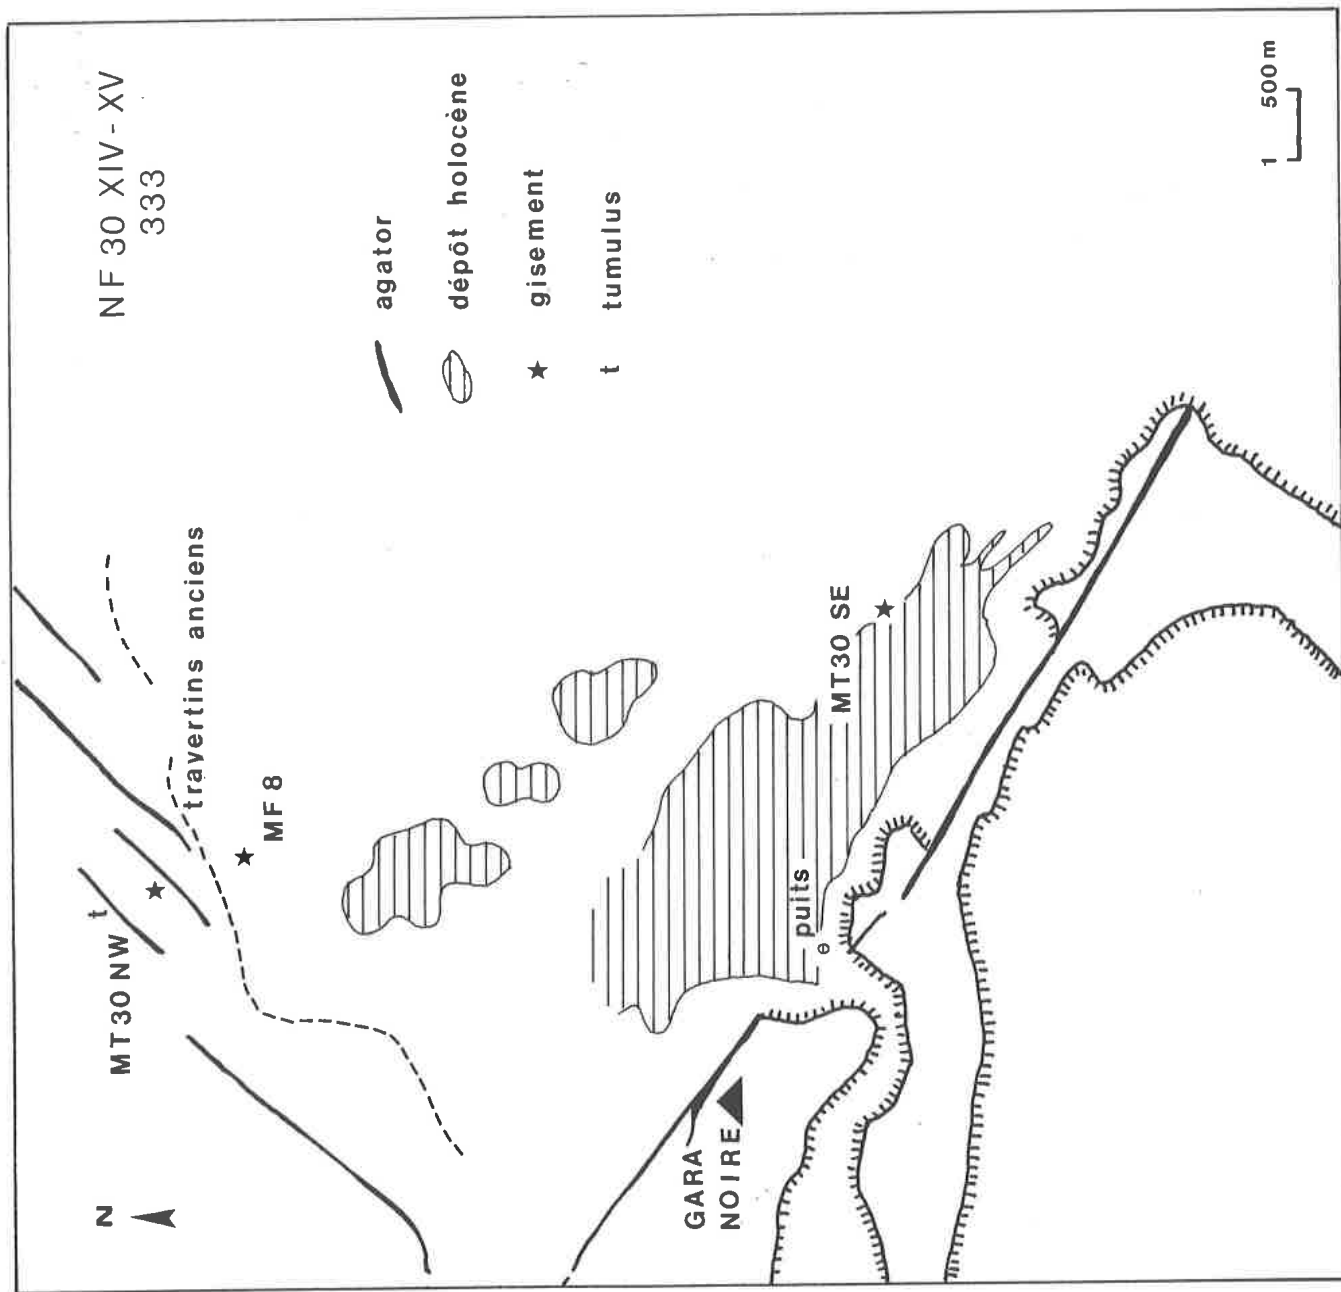 NF 30 XIV - XV
333
agator
dépôt holocène
★ gisement
t tumulus
travertins anciens
MT30 NW
t
MF 8
MT30 SE
puits
GARA
NOIRE
N
1 500 m